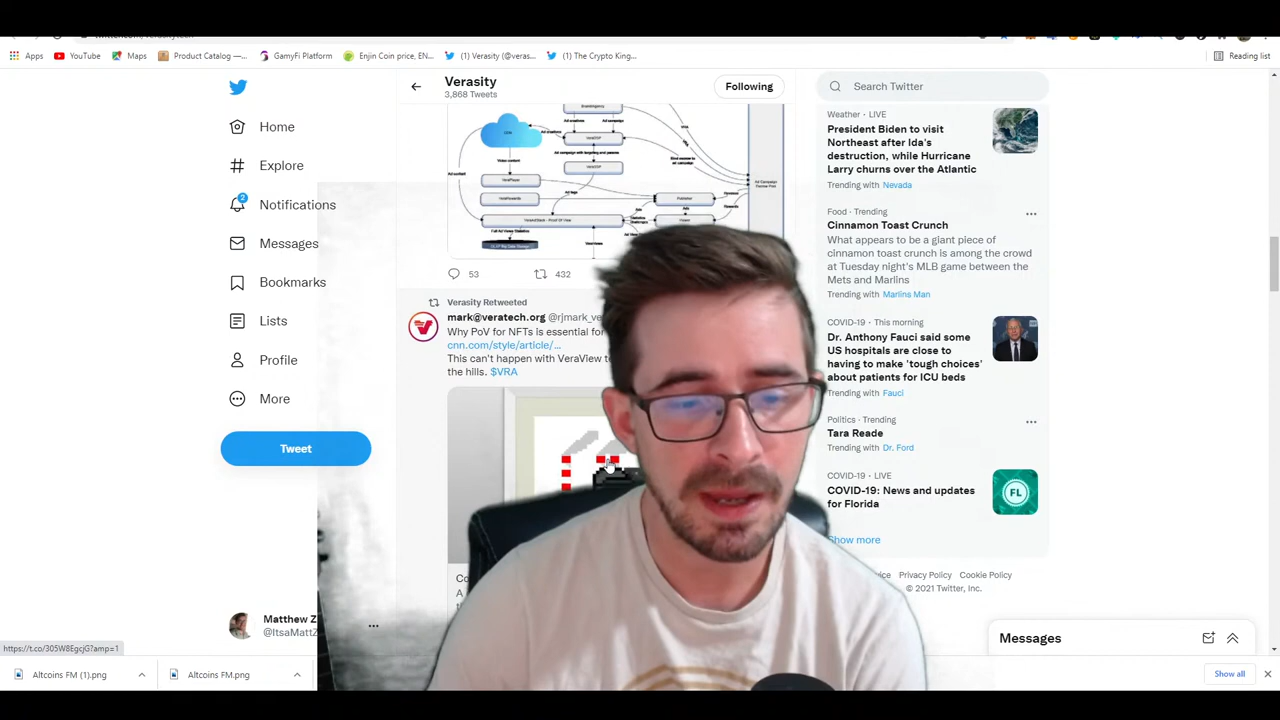 Apps
YouTube
Maps
Product Catalog —...
GamyFi Platform
Enjin Coin price, EN...
(1) Verasity (@veras...
(1) The Crypto King...
Reading list
Home
Explore
2
Notifications
Messages
Bookmarks
Lists
Profile
More
Tweet
Matthew Z
@ItsaMattZ
Verasity
3,868 Tweets
Following
53
432
Verasity Retweeted
mark@veratech.org @rjmark_ve
Why PoV for NFTs is essential for
cnn.com/style/article/...
This can't happen with VeraView te
the hills. $VRA
Search Twitter
Weather · LIVE
President Biden to visit
Northeast after Ida's
destruction, while Hurricane
Larry churns over the Atlantic
Trending with Nevada
Food · Trending
Cinnamon Toast Crunch
What appears to be a giant piece of
cinnamon toast crunch is among the crowd
at Tuesday night's MLB game between the
Mets and Marlins
Trending with Marlins Man
COVID-19 · This morning
Dr. Anthony Fauci said some
US hospitals are close to
having to make 'tough choices'
about patients for ICU beds
Trending with Fauci
Politics · Trending
Tara Reade
Trending with Dr. Ford
COVID-19 · LIVE
COVID-19: News and updates
for Florida
FL
Show more
Privacy Policy Cookie Policy
© 2021 Twitter, Inc.
Messages
https://t.co/305W8EgcjG?amp=1
Altcoins FM (1).png
Altcoins FM.png
Show all